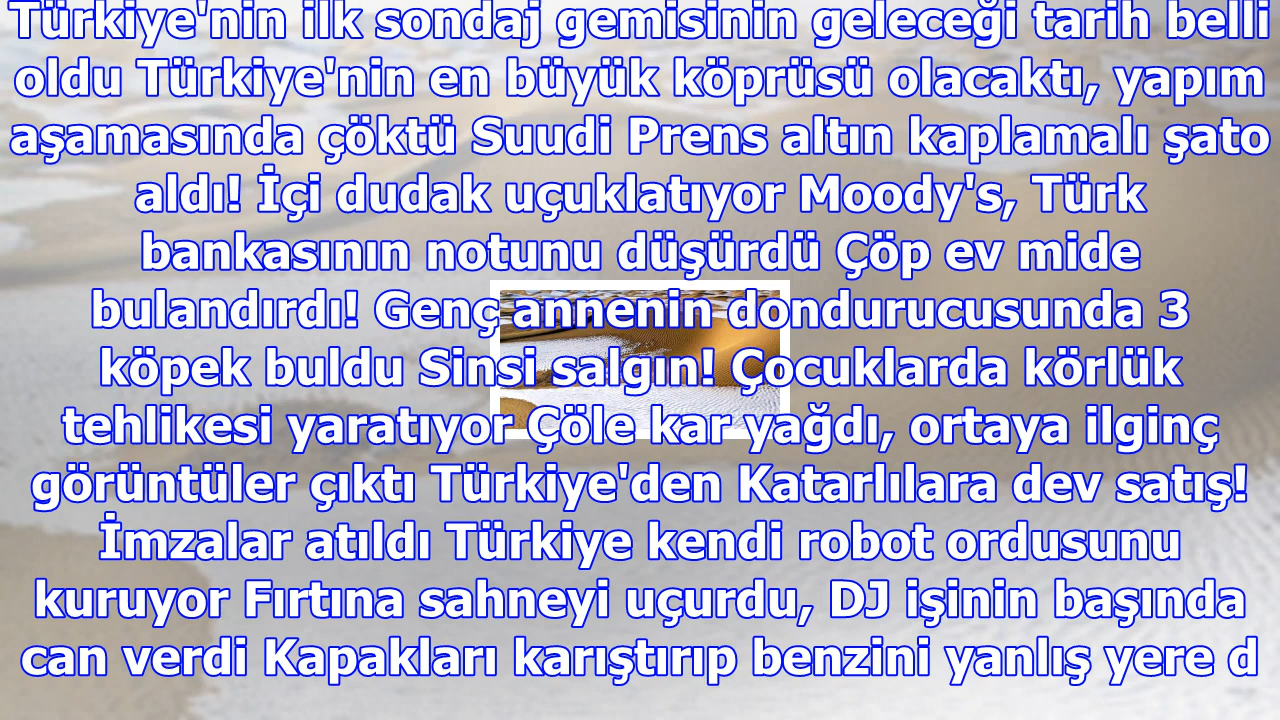 Türkiye'nin ilk sondaj gemisinin geleceği tarih belli
oldu Türkiye'nin en büyük köprüsü olacaktı, yapım
aşamasında çöktü Suudi Prens altın kaplamalı şato
aldı! İçi dudak uçuklatıyor Moody's, Türk
bankasının notunu düşürdü Çöp ev mide
bulandırdı! Genç annenin dondurucusunda 3
köpek buldu Sinsi salgın! Çocuklarda körlük
tehlikesi yaratıyor Çöle kar yağdı, ortaya ilginç
görüntüler çıktı Türkiye'den Katarlılara dev satış!
İmzalar atıldı Türkiye kendi robot ordusunu
kuruyor Fırtına sahneyi uçurdu, DJ işinin başında
can verdi Kapakları karıştırıp benzini yanlış yere d